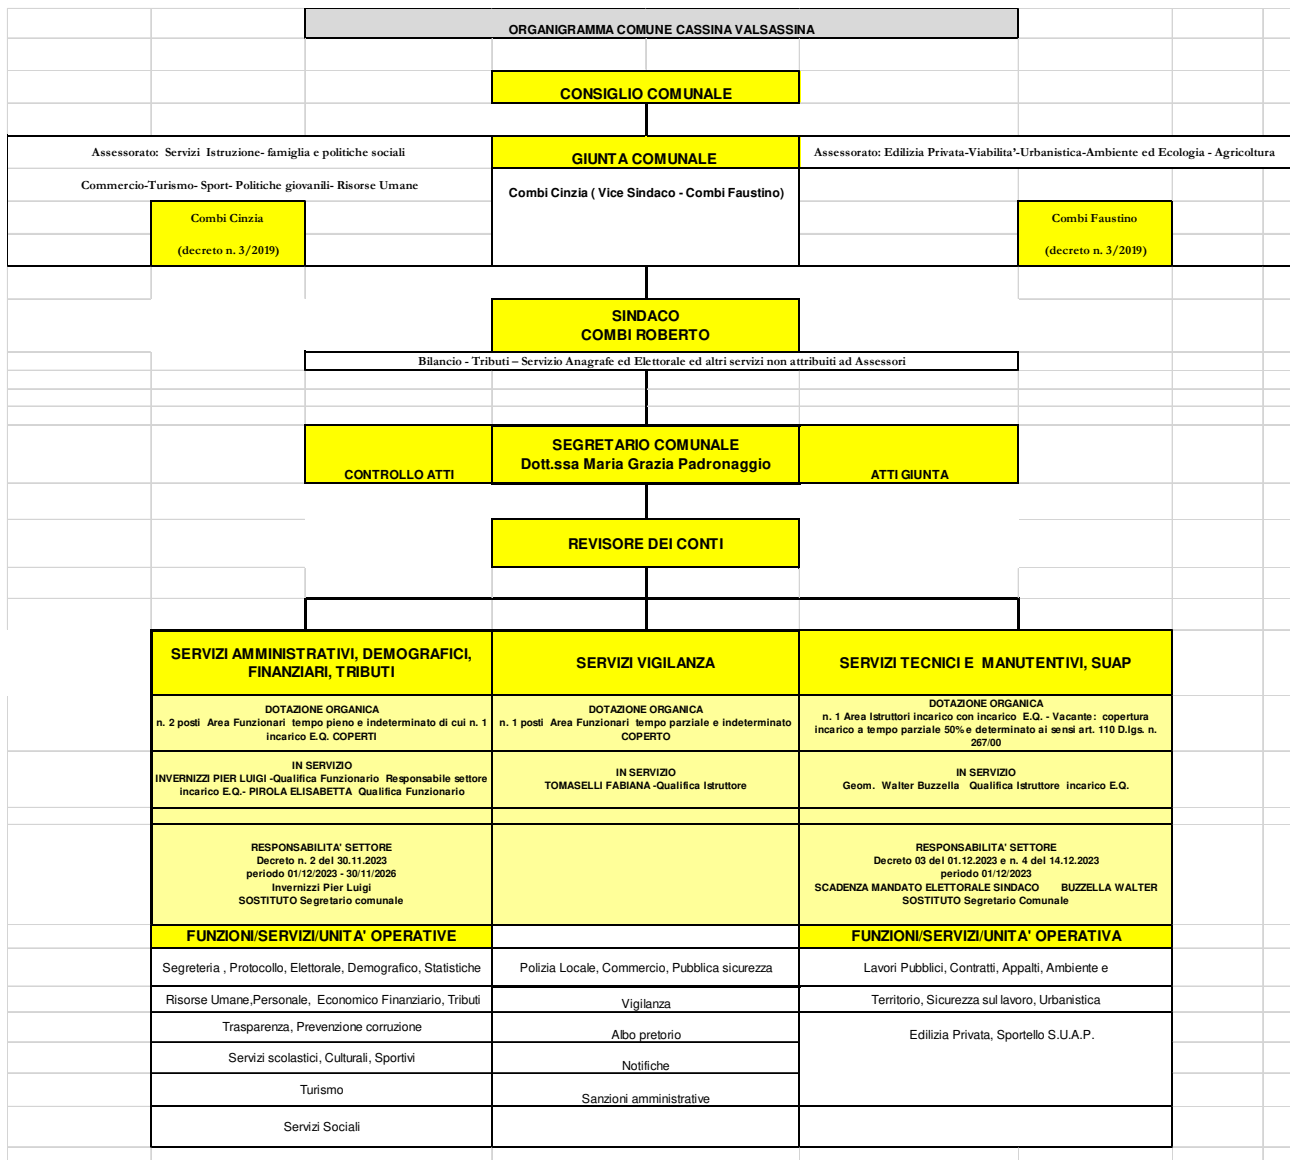 ORGANIGRAMMA COMUNE CASSINA VALSASSINA
CONSIGLIO COMUNALE
Assessorato: Servizi Istruzione- famiglia e politiche sociali
Commercio-Turismo- Sport- Politiche giovanili- Risorse Umane
Combi Cinzia
(decreto n. 3/2019)
GIUNTA COMUNALE
Combi Cinzia ( Vice Sindaco - Combi Faustino)
Assessorato: Edilizia Privata-Viabilita'-Urbanistica-Ambiente ed Ecologia - Agricoltura
Combi Faustino
(decreto n. 3/2019)
SINDACO
COMBI ROBERTO
Bilancio - Tributi – Servizio Anagrafe ed Elettorale ed altri servizi non attribuiti ad Assessori
CONTROLLO ATTI
SEGRETARIO COMUNALE
Dott.ssa Maria Grazia Padronaggio
ATTI GIUNTA
REVISORE DEI CONTI
SERVIZI AMMINISTRATIVI, DEMOGRAFICI,
FINANZIARI, TRIBUTI
DOTAZIONE ORGANICA
n. 2 posti Area Funzionari tempo pieno e indeterminato di cui n. 1
incarico E.Q. COPERTI
IN SERVIZIO
INVERNIZZI PIER LUIGI -Qualifica Funzionario Responsabile settore
incarico E.Q.- PIROLA ELISABETTA Qualifica Funzionario
RESPONSABILITA' SETTORE
Decreto n. 2 del 30.11.2023
periodo 01/12/2023 - 30/11/2026
Invernizzi Pier Luigi
SOSTITUTO Segretario comunale
FUNZIONI/SERVIZI/UNITA' OPERATIVE
Segreteria , Protocollo, Elettorale, Demografico, Statistiche
Risorse Umane,Personale, Economico Finanziario, Tributi
Trasparenza, Prevenzione corruzione
Servizi scolastici, Culturali, Sportivi
Turismo
Servizi Sociali
SERVIZI VIGILANZA
DOTAZIONE ORGANICA
n. 1 posti Area Funzionari tempo parziale e indeterminato
COPERTO
IN SERVIZIO
TOMASELLI FABIANA -Qualifica Istruttore
Polizia Locale, Commercio, Pubblica sicurezza
Vigilanza
Albo pretorio
Notifiche
Sanzioni amministrative
SERVIZI TECNICI E MANUTENTIVI, SUAP
DOTAZIONE ORGANICA
n. 1 Area Istruttori incarico con incarico E.Q. - Vacante: copertura
incarico a tempo parziale 50% e determinato ai sensi art. 110 D.lgs. n.
267/00
IN SERVIZIO
Geom. Walter Buzzella Qualifica Istruttore incarico E.Q.
RESPONSABILITA' SETTORE
Decreto 03 del 01.12.2023 e n. 4 del 14.12.2023
periodo 01/12/2023
SCADENZA MANDATO ELETTORALE SINDACO BUZZELLA WALTER
SOSTITUTO Segretario Comunale
FUNZIONI/SERVIZI/UNITA' OPERATIVA
Lavori Pubblici, Contratti, Appalti, Ambiente e
Territorio, Sicurezza sul lavoro, Urbanistica
Edilizia Privata, Sportello S.U.A.P.